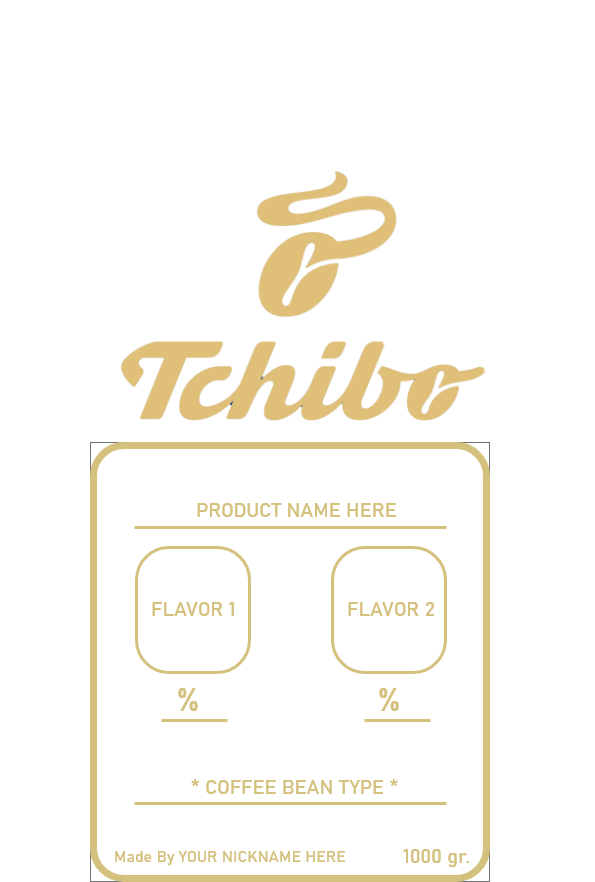 Tchibo
PRODUCT NAME HERE
FLAVOR 1 FLAVOR 2
% %
* COFFEE BEAN TYPE *
Made By YOUR NICKNAME HERE 1000 gr.